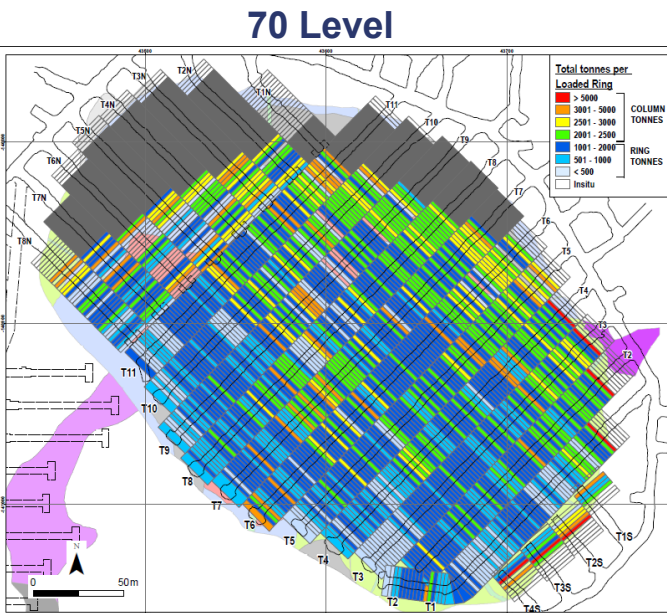 70 Level
43500
43600
43700
T3N
T2N
T1N
T4N
T5N
T6N
T7N
T8N
T11
T10
T9
T8
T7
T6
T5
T4
T3
T2
Total tonnes per
Loaded Ring
> 5000
3001 - 5000
2501 - 3000
2001 - 2500
1001 - 2000
501 - 1000
< 500
Insitu
COLUMN
TONNES
RING
TONNES
T11
T10
T9
T8
T7
T6
T5
T4
T3
T2
T1
T1S
T2S
T3S
T4S
N
0
50m